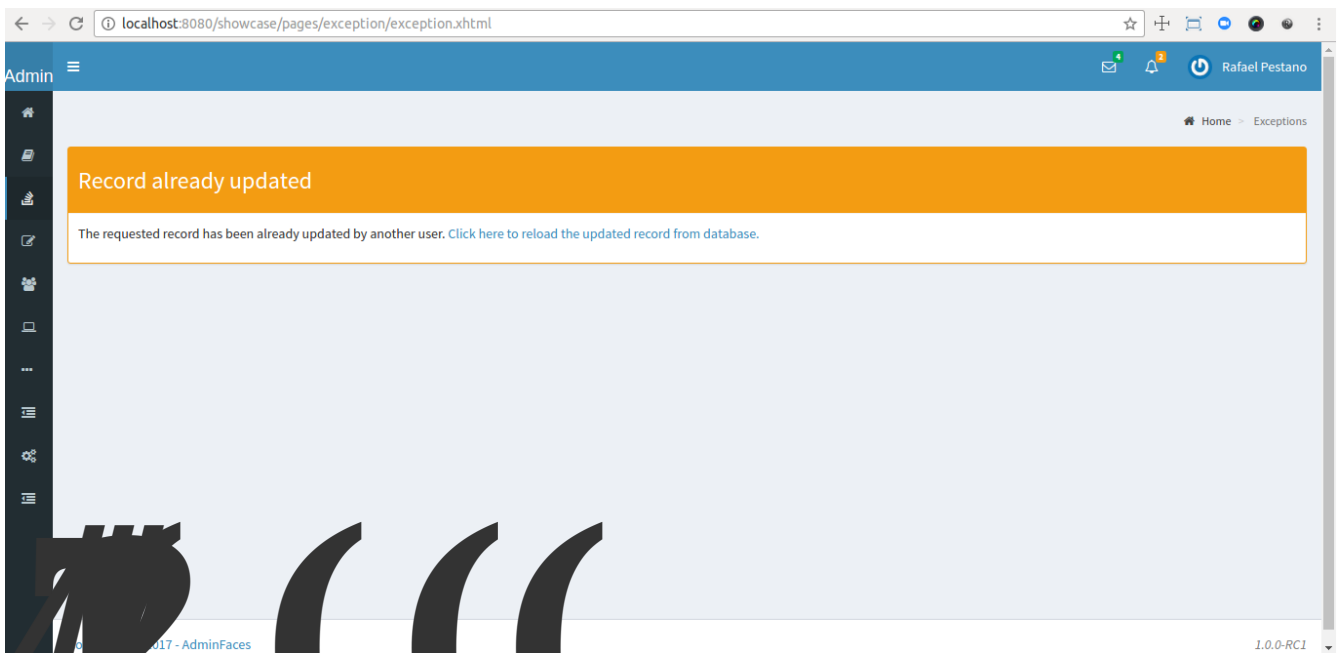 localhost:8080/showcase/pages/exception/exception.xhtml
Admin
4
2
Rafael Pestano
Home > Exceptions
Record already updated
The requested record has been already updated by another user. Click here to reload the updated record from database.
017 - AdminFaces
1.0.0-RC1